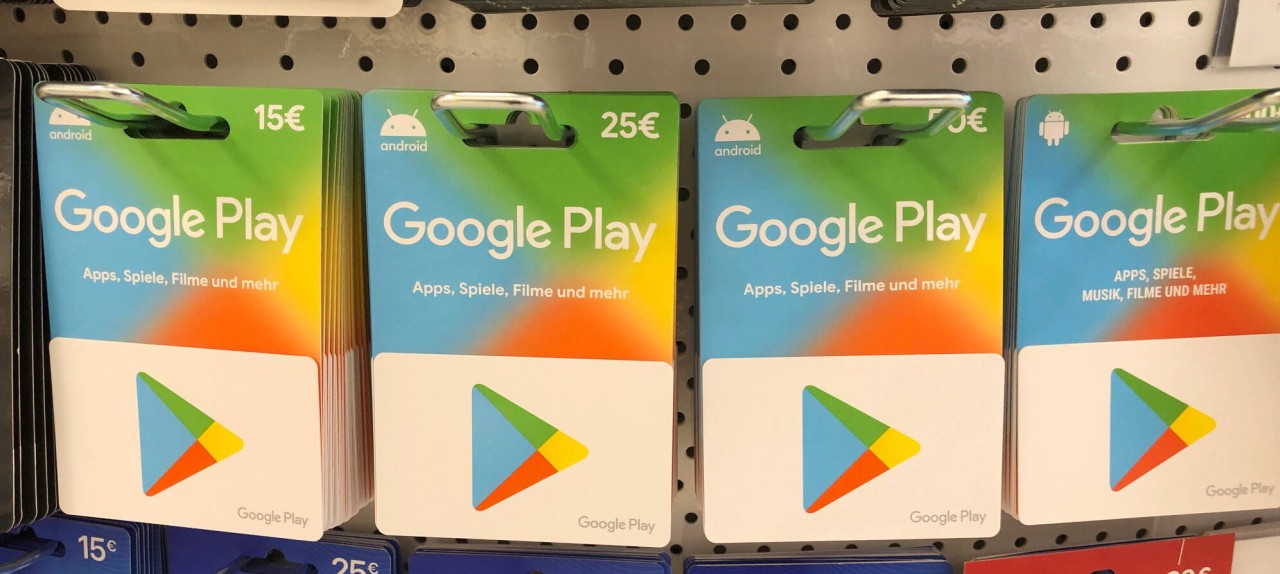 android
15€
Google Play
Apps, Spiele, Filme und mehr
Google Play
android
25€
Google Play
Apps, Spiele, Filme und mehr
Google Play
android
Google Play
Apps, Spiele, Filme und mehr
Google Play
Google Play
APPS, SPIELE,
MUSIK, FILME UND MEHR
Google Play
15€
25€